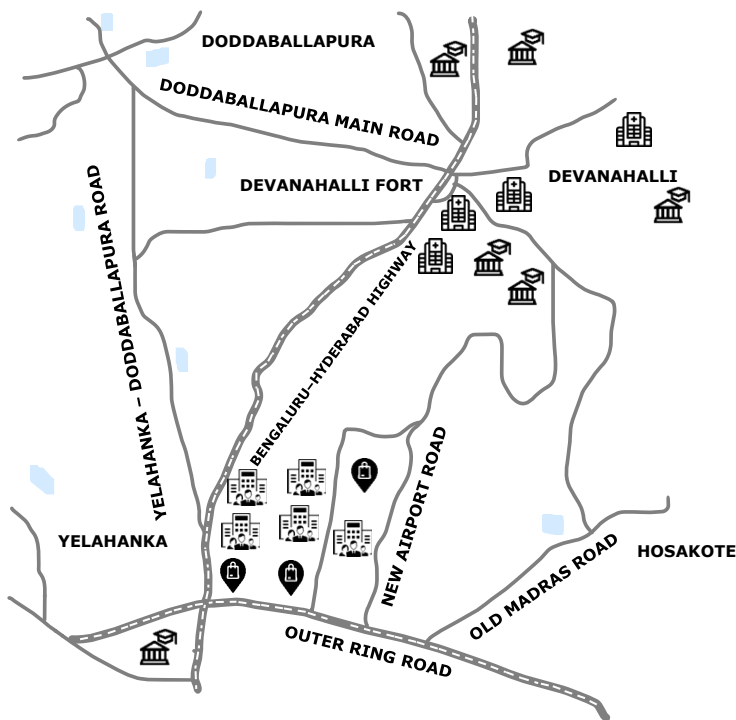 DODDABALLAPURA
DODDABALLAPURA MAIN ROAD
DEVANAHALLI FORT
DEVANAHALLI
YELAHANKA – DODDABALLAPURA ROAD
BENGALURU–HYDERABAD HIGHWAY
NEW AIRPORT ROAD
YELAHANKA
HOSAKOTE
OLD MADRAS ROAD
OUTER RING ROAD